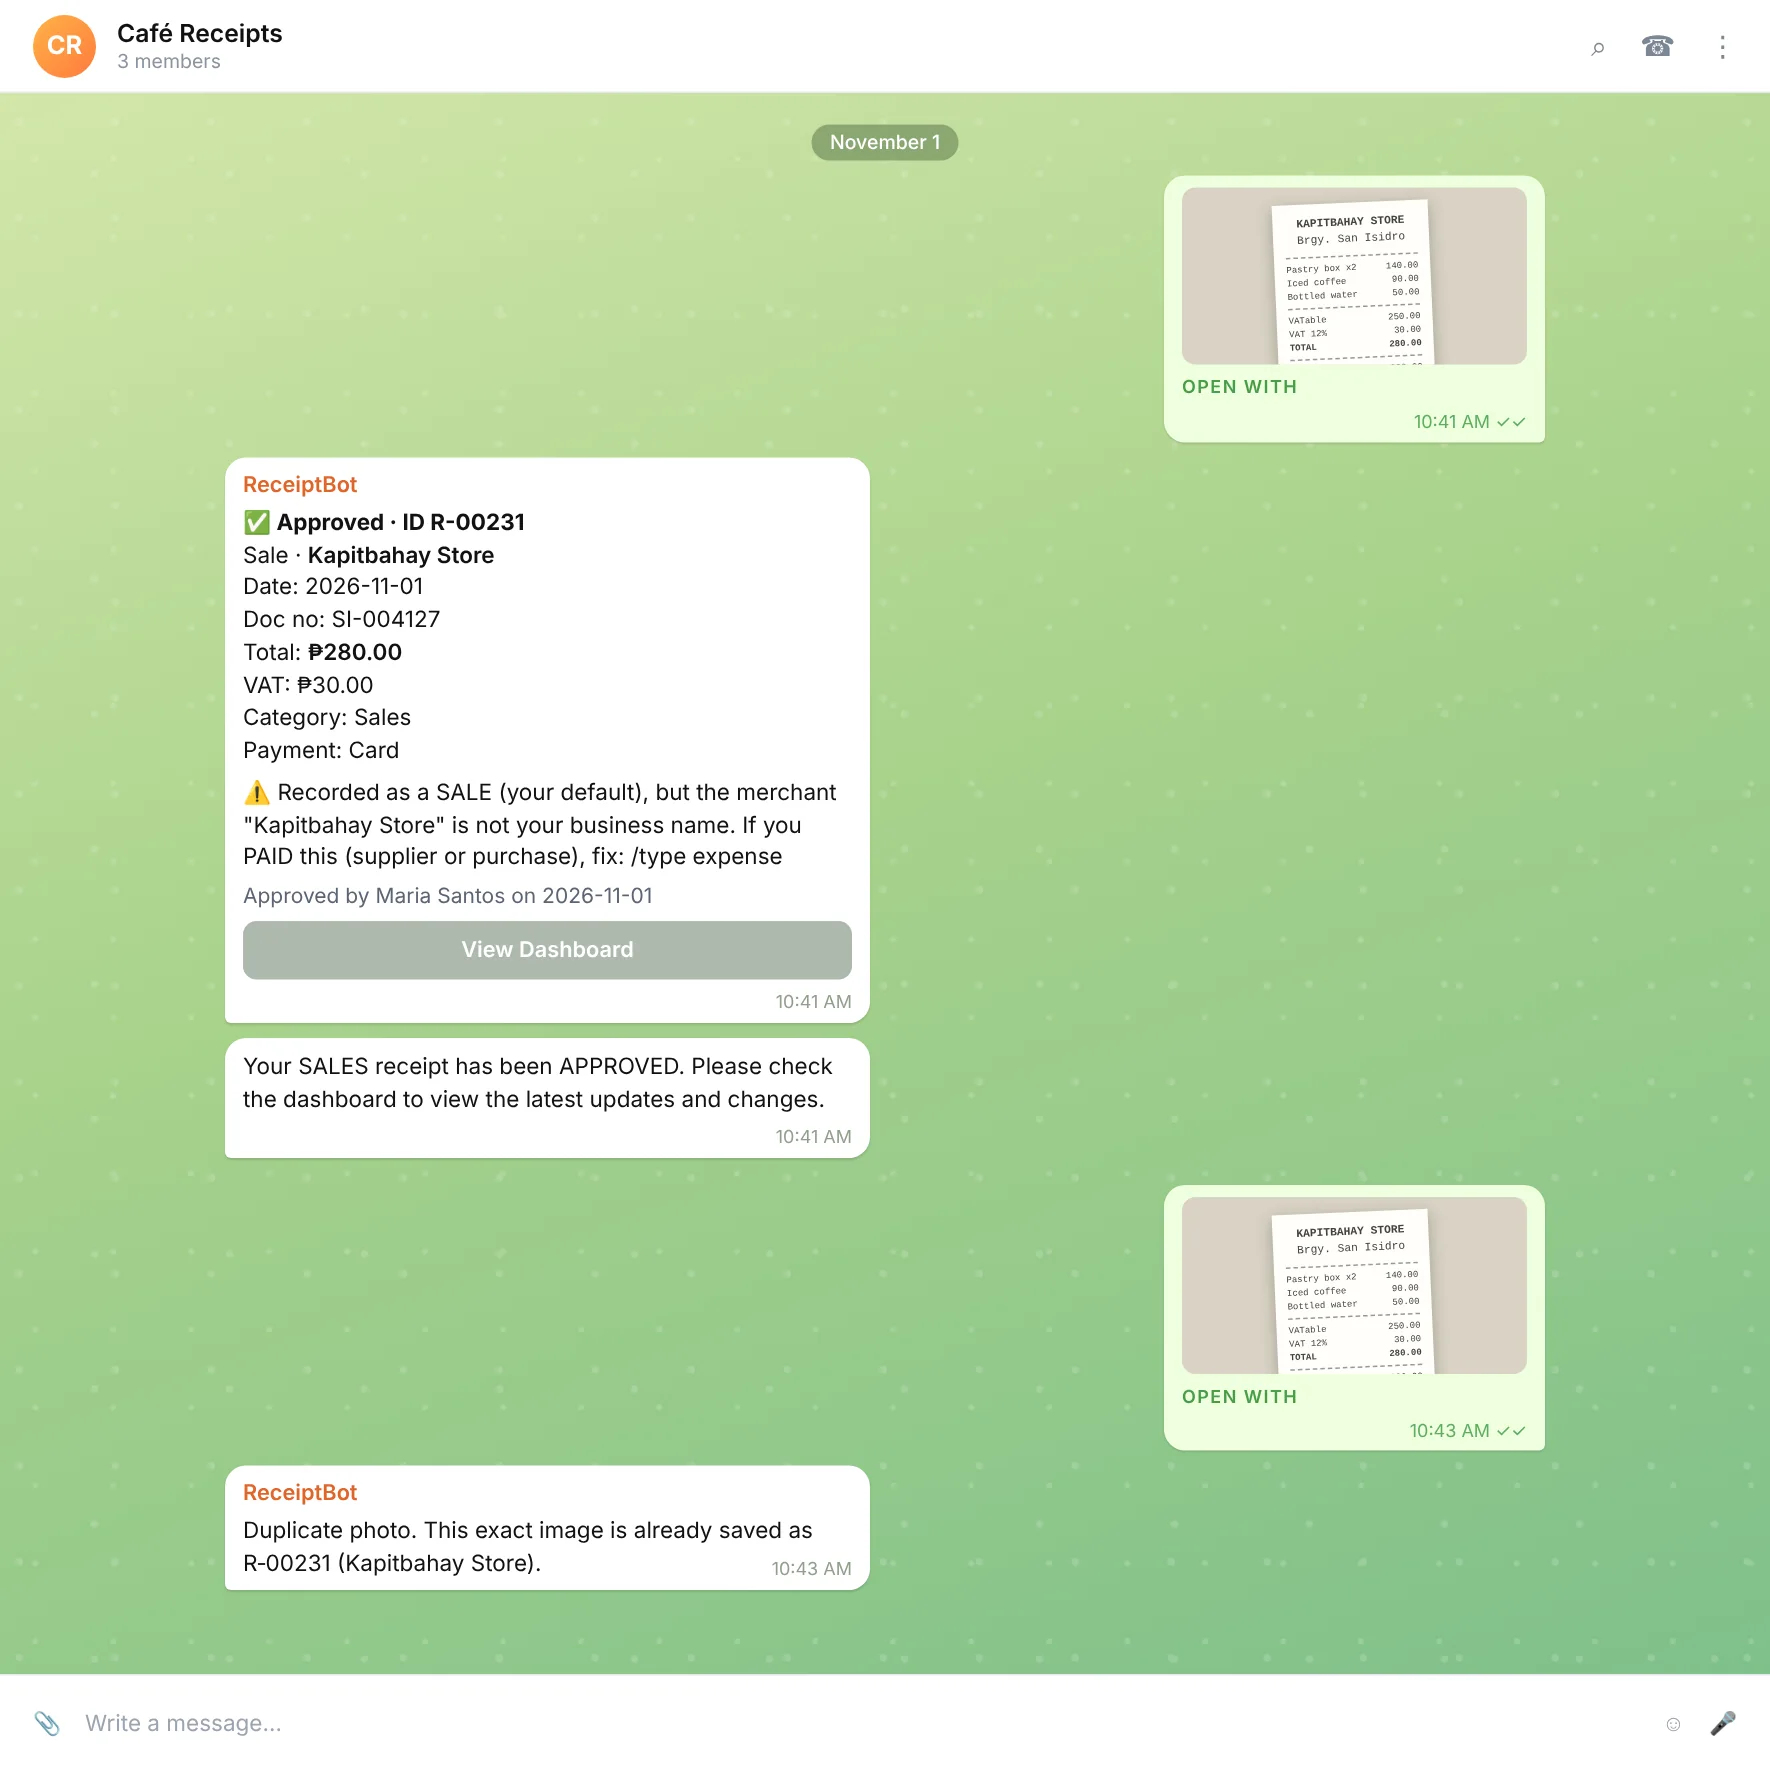 CR
Café Receipts
3 members
November 1
KAPITBAHAY STORE
Brgy. San Isidro
Pastry box x2 140.00
Iced coffee 90.00
Bottled water 50.00
VATable 250.00
VAT 12% 30.00
TOTAL 280.00
OPEN WITH
10:41 AM ✓✓
ReceiptBot
✅ Approved · ID R-00231
Sale · Kapitbahay Store
Date: 2026-11-01
Doc no: SI-004127
Total: ₱280.00
VAT: ₱30.00
Category: Sales
Payment: Card
⚠️ Recorded as a SALE (your default), but the merchant
"Kapitbahay Store" is not your business name. If you
PAID this (supplier or purchase), fix: /type expense
Approved by Maria Santos on 2026-11-01
View Dashboard
10:41 AM
Your SALES receipt has been APPROVED. Please check
the dashboard to view the latest updates and changes.
10:41 AM
KAPITBAHAY STORE
Brgy. San Isidro
Pastry box x2 140.00
Iced coffee 90.00
Bottled water 50.00
VATable 250.00
VAT 12% 30.00
TOTAL 280.00
OPEN WITH
10:43 AM ✓✓
ReceiptBot
Duplicate photo. This exact image is already saved as
R-00231 (Kapitbahay Store).
10:43 AM
Write a message...